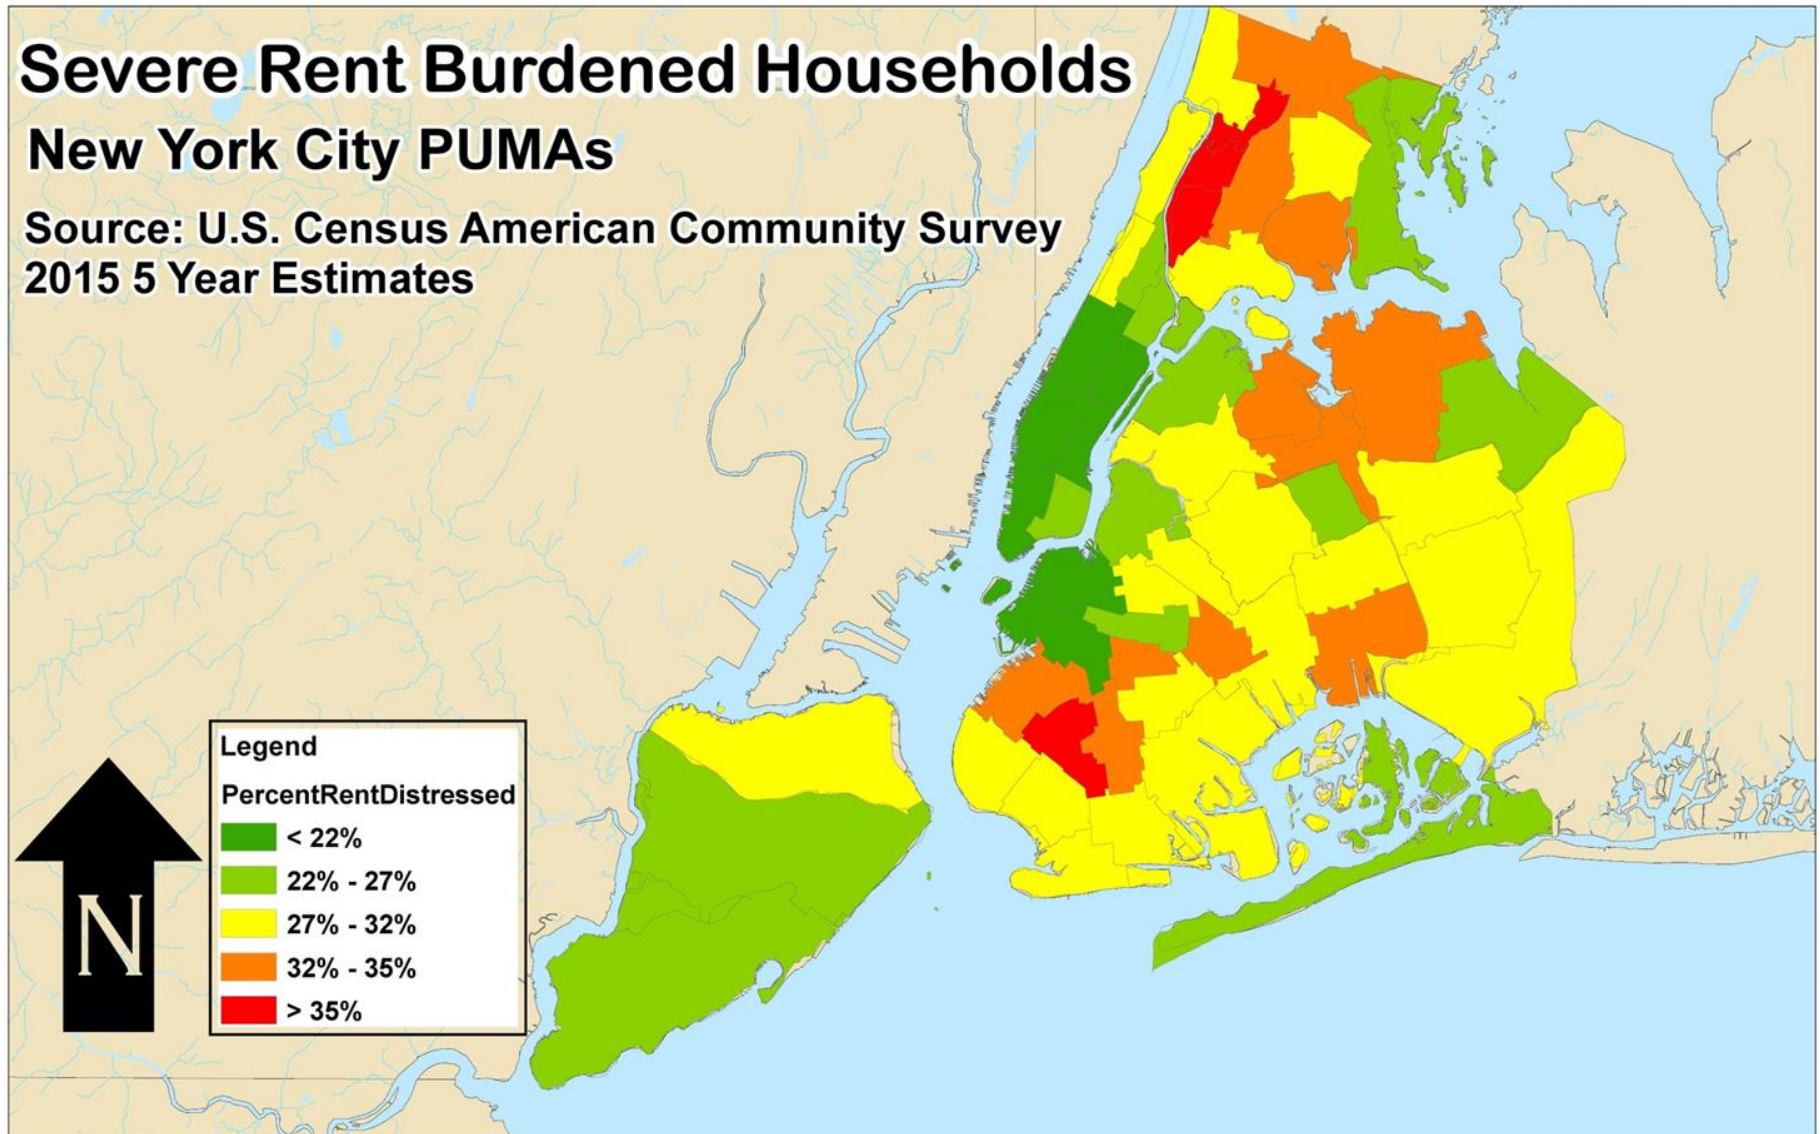 Severe Rent Burdened Households
New York City PUMAs
Source: U.S. Census American Community Survey
2015 5 Year Estimates
Legend
PercentRentDistressed
< 22%
22% - 27%
27% - 32%
32% - 35%
> 35%
N